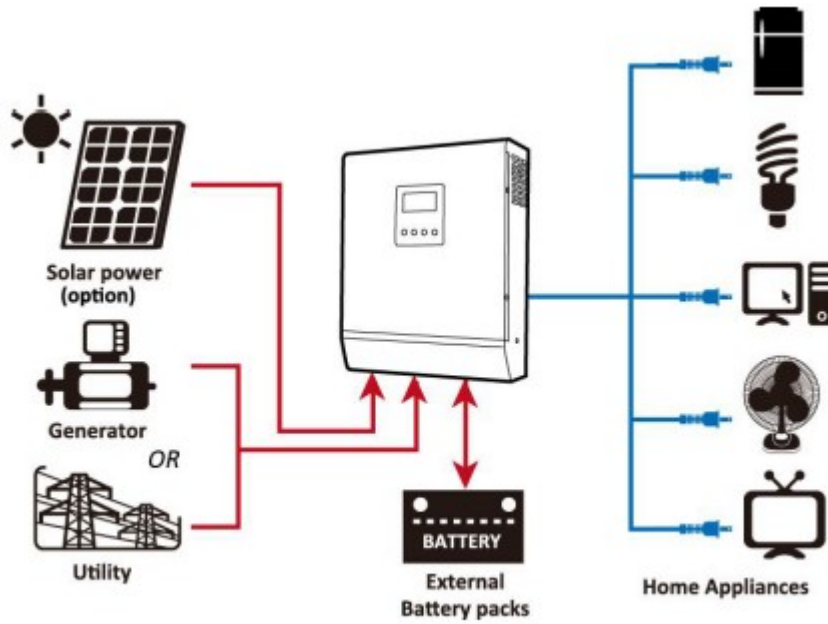 Solar power
(option)
Generator
OR
Utility
BATTERY
External
Battery packs
Home Appliances